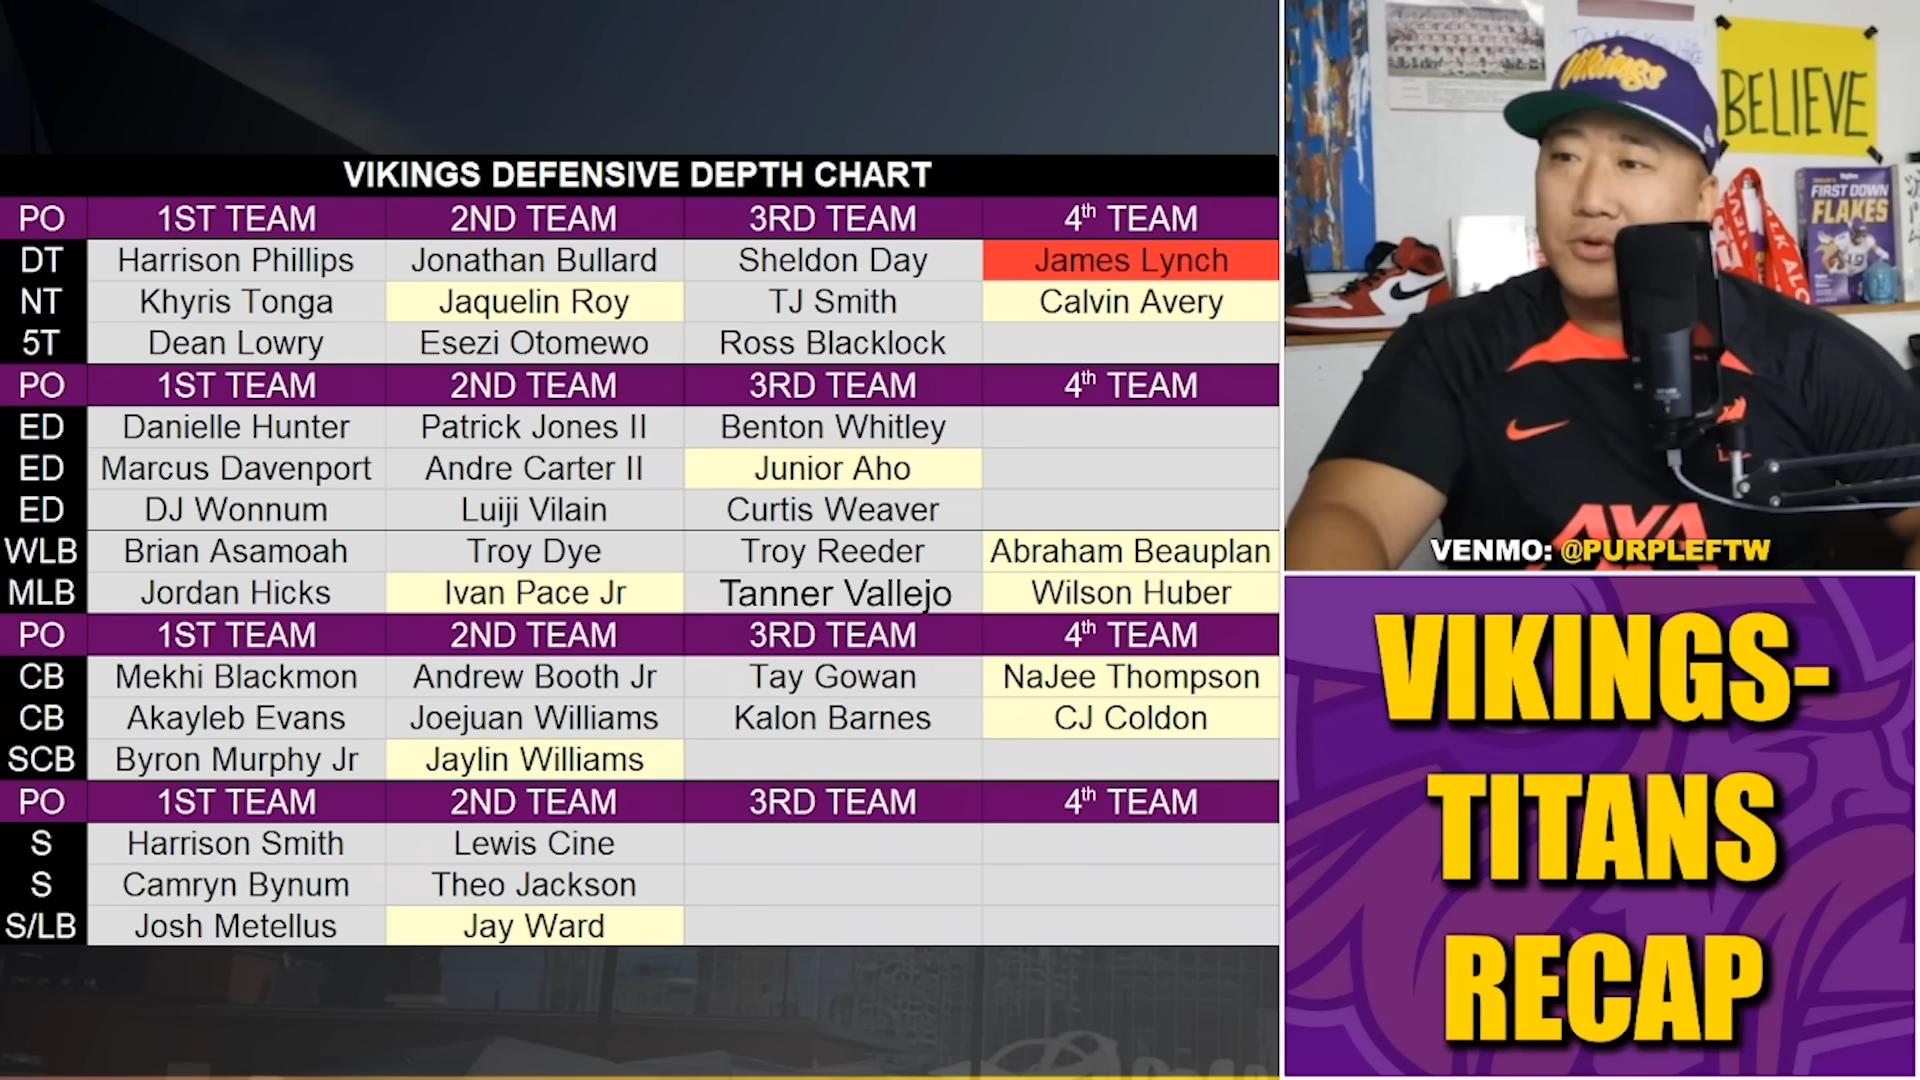 VIKINGS DEFENSIVE DEPTH CHART
PO 1ST TEAM 2ND TEAM 3RD TEAM 4th TEAM
DT Harrison Phillips Jonathan Bullard Sheldon Day James Lynch
NT Khyris Tonga Jaquelin Roy TJ Smith Calvin Avery
5T Dean Lowry Esezi Otomewo Ross Blacklock
PO 1ST TEAM 2ND TEAM 3RD TEAM 4th TEAM
ED Danielle Hunter Patrick Jones II Benton Whitley
ED Marcus Davenport Andre Carter II Junior Aho
ED DJ Wonnum Luiji Vilain Curtis Weaver
WLB Brian Asamoah Troy Dye Troy Reeder Abraham Beauplan
MLB Jordan Hicks Ivan Pace Jr Tanner Vallejo Wilson Huber
PO 1ST TEAM 2ND TEAM 3RD TEAM 4th TEAM
CB Mekhi Blackmon Andrew Booth Jr Tay Gowan NaJee Thompson
CB Akayleb Evans Joejuan Williams Kalon Barnes CJ Coldon
SCB Byron Murphy Jr Jaylin Williams
PO 1ST TEAM 2ND TEAM 3RD TEAM 4th TEAM
S Harrison Smith Lewis Cine
S Camryn Bynum Theo Jackson
S/LB Josh Metellus Jay Ward
Vikings
BELIEVE
FIRST DOWN
FLAKES
AVA
VENMO: @PURPLEFTW
VIKINGS-
TITANS
RECAP